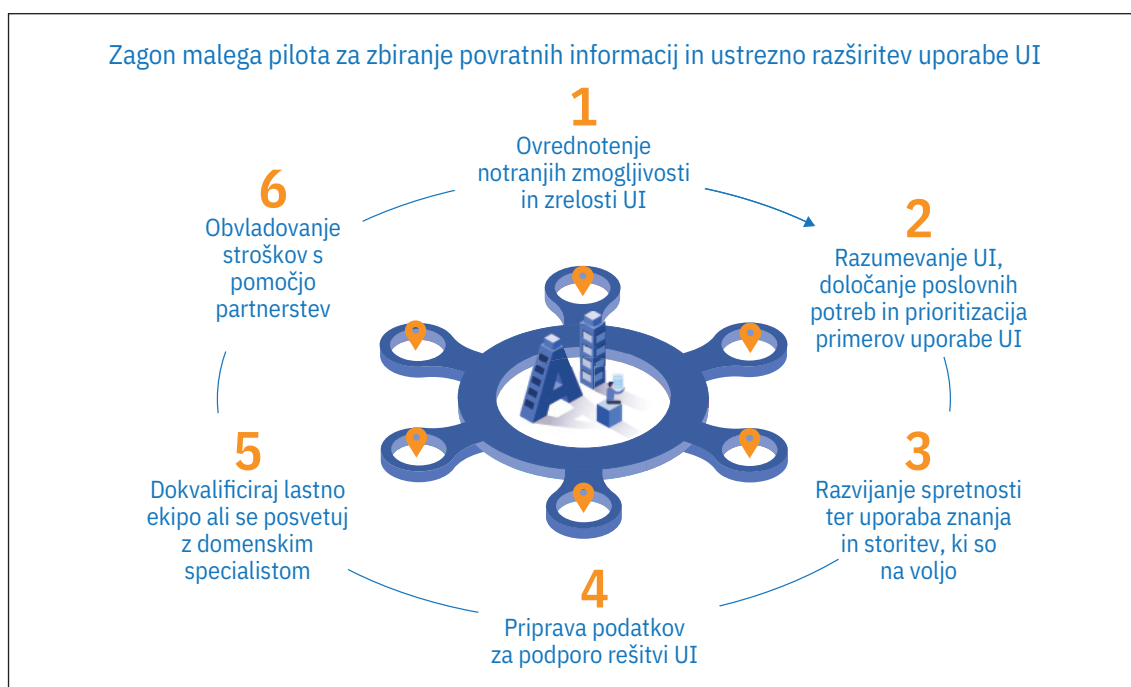 Zagon malega pilota za zbiranje povratnih informacij in ustrezno razširitev uporabe UI
1
Ovrednotenje
notranjih zmogljivosti
in zrelosti UI
2
Razumevanje UI,
določanje poslovnih
potreb in prioritizacija
primerov uporabe UI
3
Razvijanje spretnosti
ter uporaba znanja
in storitev, ki so
na voljo
4
Priprava podatkov
za podporo rešitvi UI
5
Dokvalificiraj lastno
ekipo ali se posvetuj
z domenskim
specialistom
6
Obvladovanje
stroškov s
pomočjo
partnerstev
AI